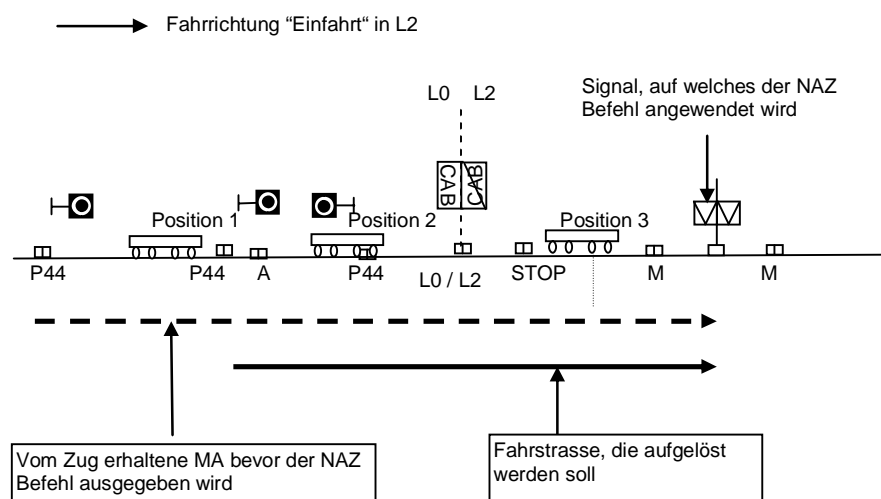 Fahrrichtung “Einfahrt“ in L2
Signal, auf welches der NAZ
Befehl angewendet wird
L0 L2
CAB CAB
Position 1 Position 2 Position 3
P44 P44 A P44 L0 / L2 STOP M M
Vom Zug erhaltene MA bevor der NAZ
Befehl ausgegeben wird
Fahrstrasse, die aufgelöst
werden soll